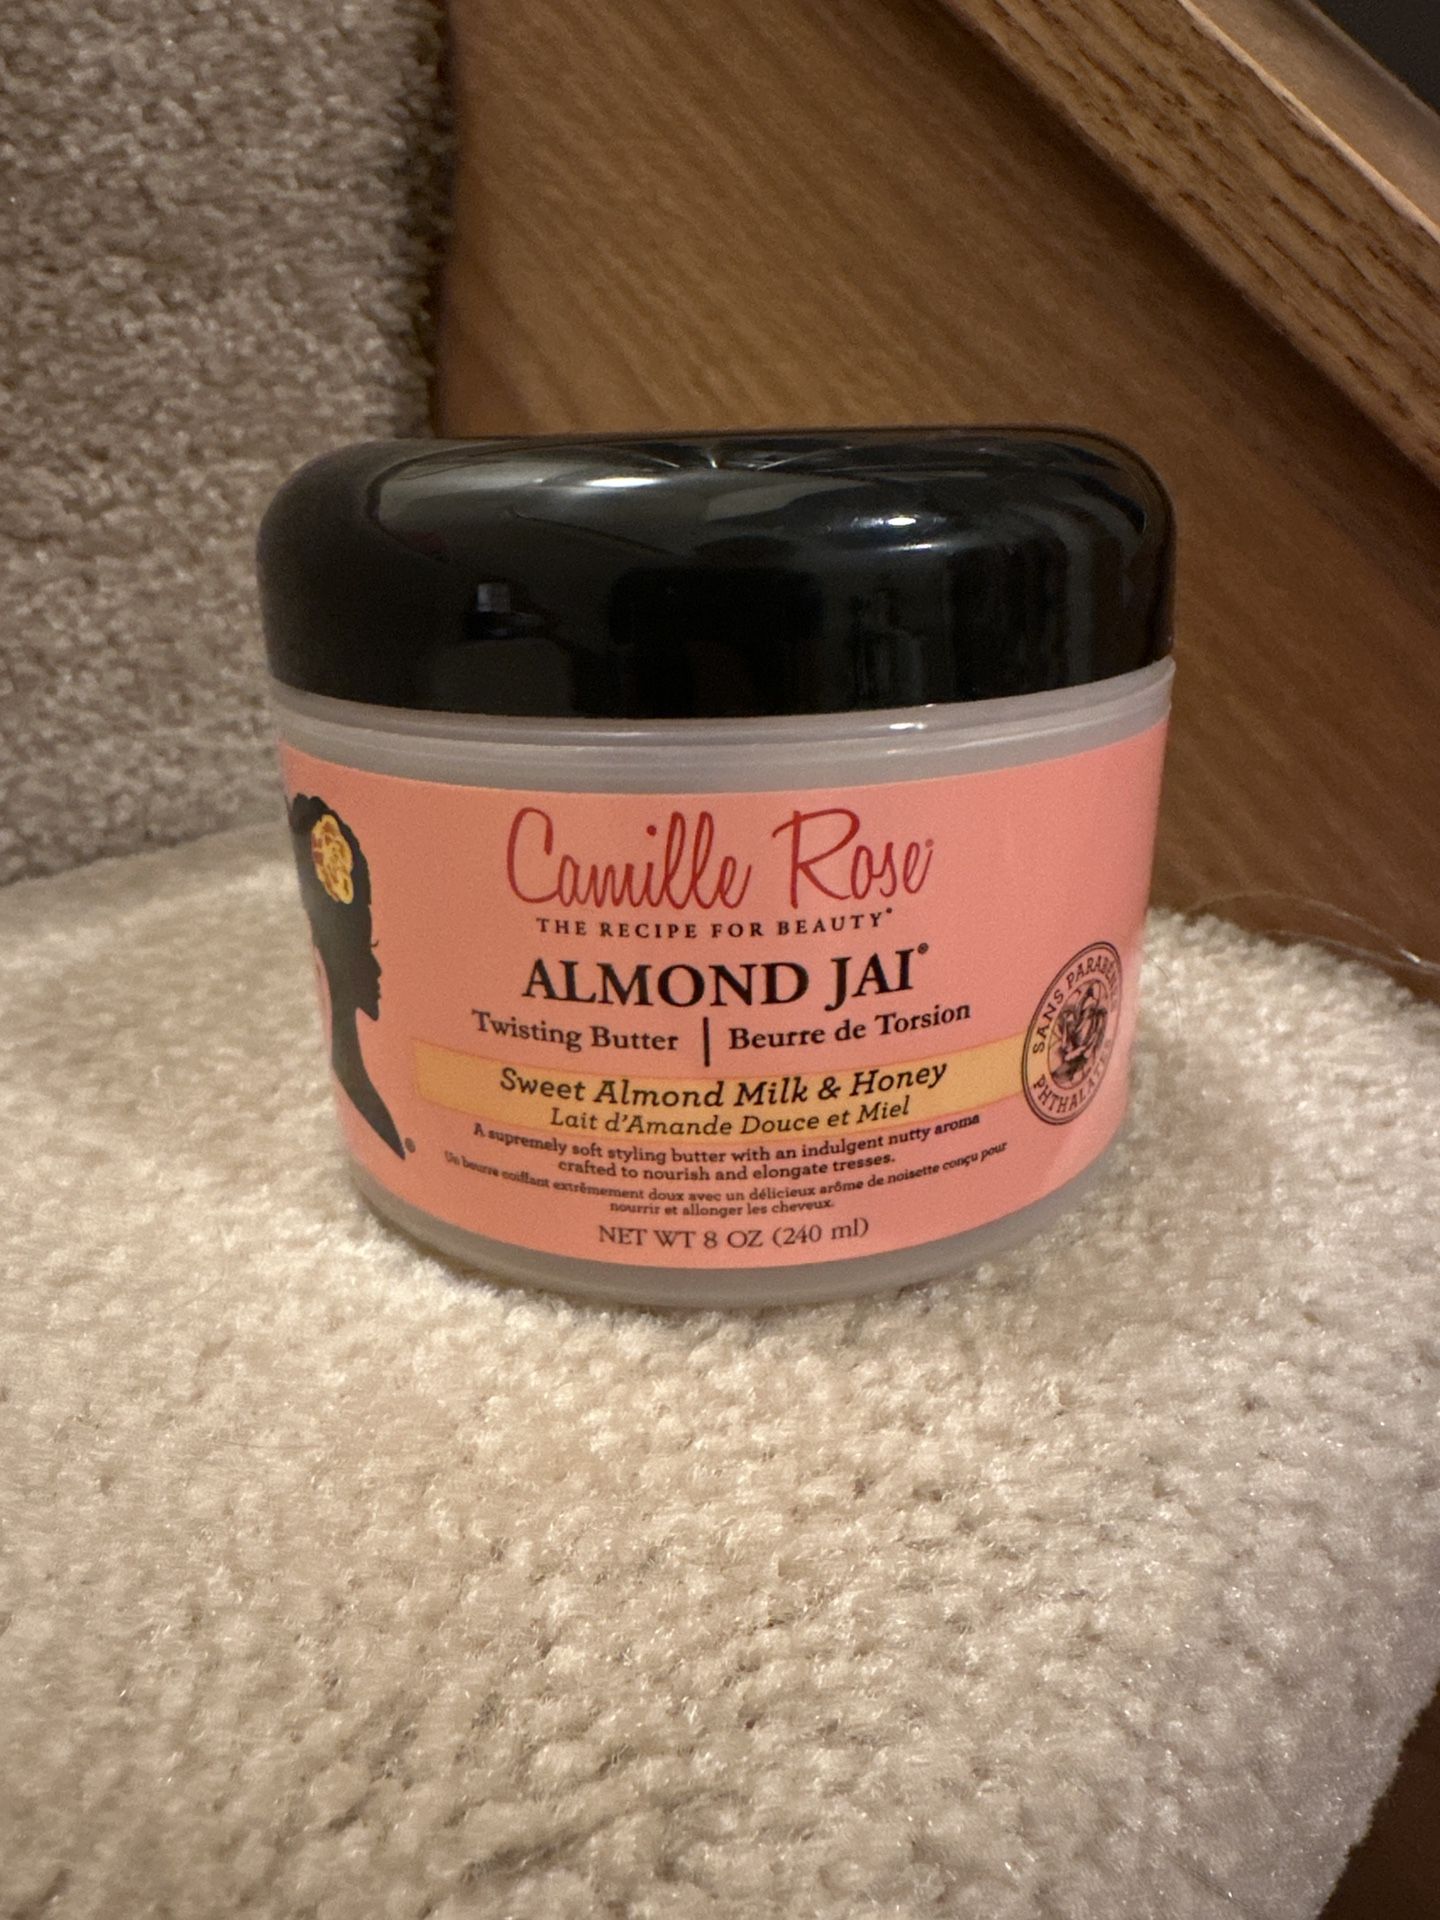 Camille Rose
THE RECIPE FOR BEAUTY®
ALMOND JAI®
Twisting Butter | Beurre de Torsion
Sweet Almond Milk & Honey
Lait d'Amande Douce et Miel
A supremely soft styling butter with an indulgent nutty aroma
crafted to nourish and elongate tresses.
Un beurre coiffant extrêmement doux avec un délicieux arôme de noisette conçu pour
nourrir et allonger les cheveux.
NET WT 8 OZ (240 ml)
®
SANS PARABÈNES
PHTHALATES